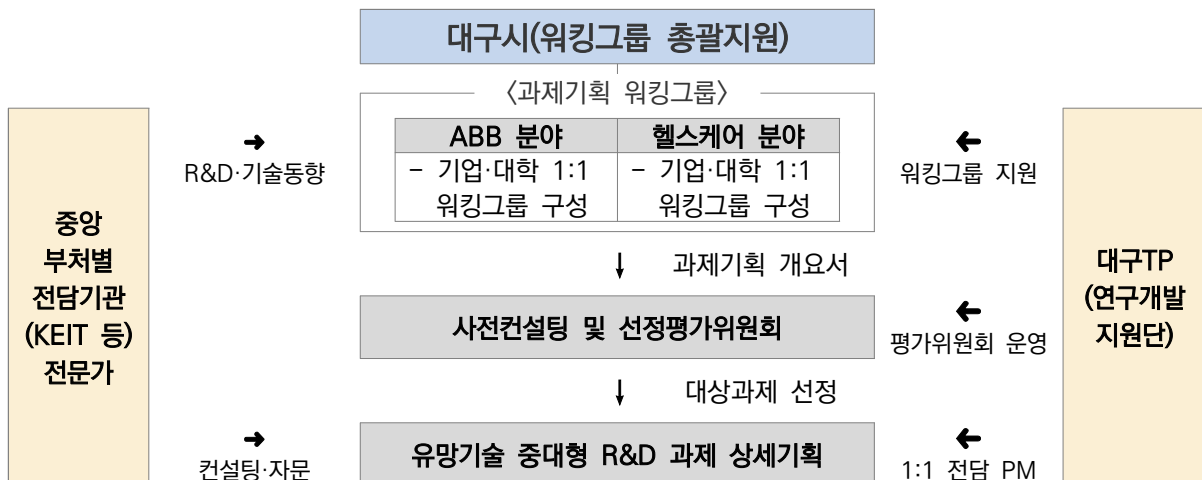 대구시(워킹그룹 총괄지원)
〈과제기획 워킹그룹〉
ABB 분야
헬스케어 분야
- 기업·대학 1:1
워킹그룹 구성
- 기업·대학 1:1
워킹그룹 구성
➜
R&D·기술동향
🡸
워킹그룹 지원
중앙
부처별
전담기관
(KEIT 등)
전문가
대구TP
(연구개발
지원단)
↓ 과제기획 개요서
사전컨설팅 및 선정평가위원회
🡸
평가위원회 운영
↓ 대상과제 선정
➜
컨설팅·자문
유망기술 중대형 R&D 과제 상세기획
🡸
1:1 전담 PM